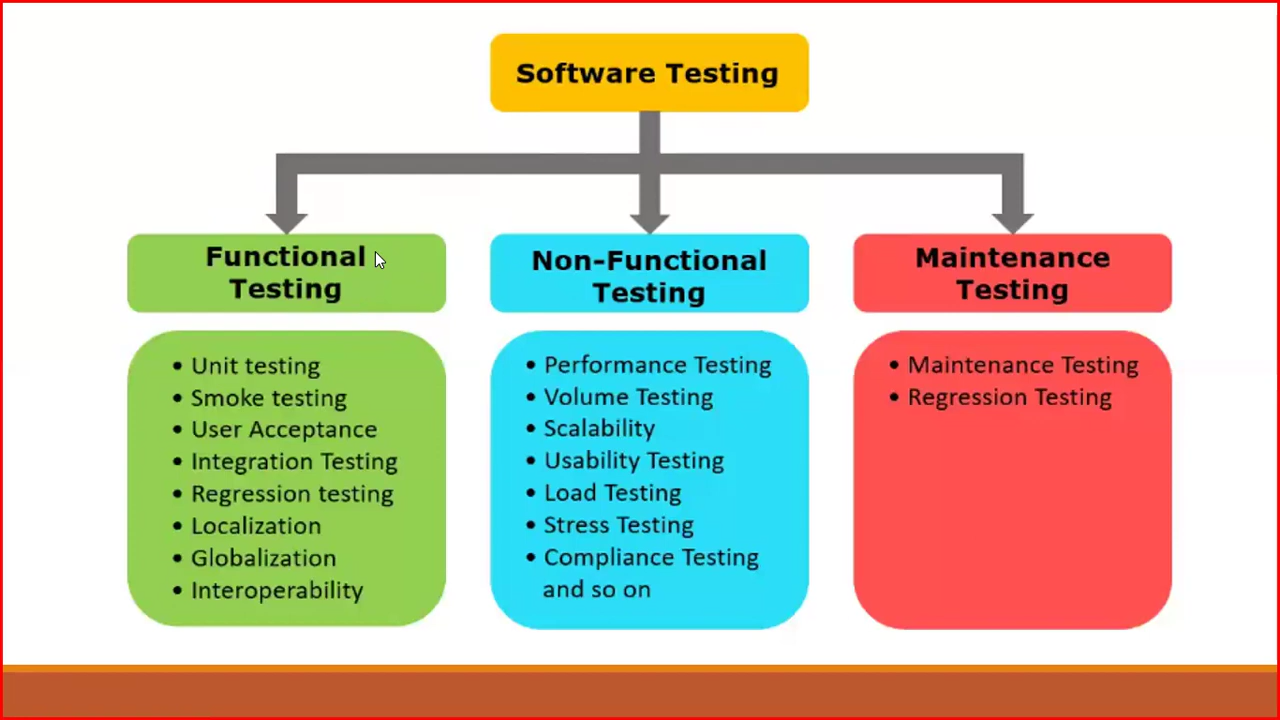 Software Testing
Functional
Testing
• Unit testing
• Smoke testing
• User Acceptance
• Integration Testing
• Regression testing
• Localization
• Globalization
• Interoperability
Non-Functional
Testing
• Performance Testing
• Volume Testing
• Scalability
• Usability Testing
• Load Testing
• Stress Testing
• Compliance Testing
and so on
Maintenance
Testing
• Maintenance Testing
• Regression Testing